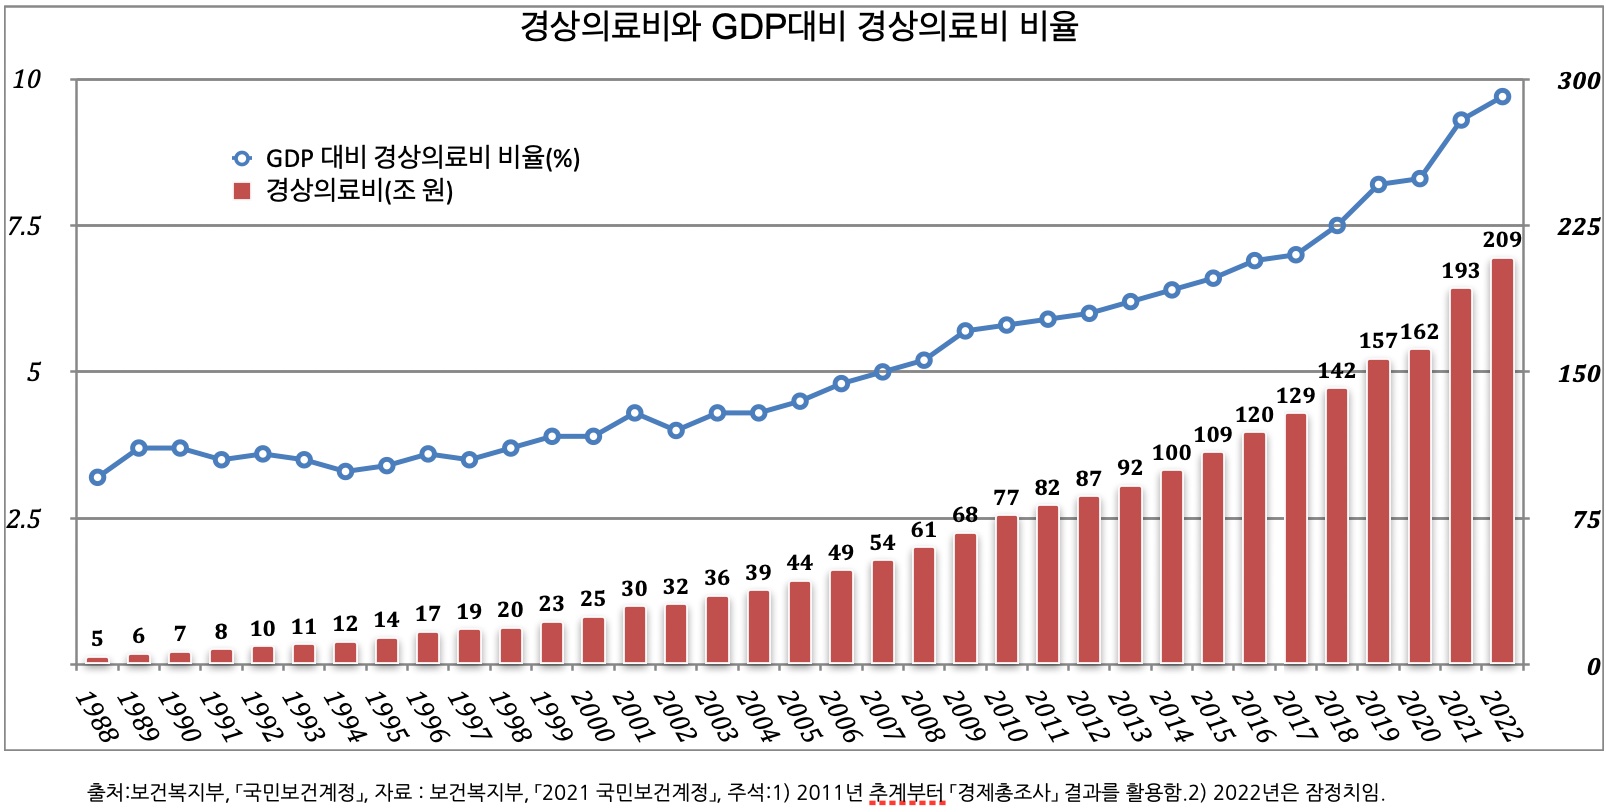 경상의료비와 GDP대비 경상의료비 비율
10
300
GDP 대비 경상의료비 비율(%)
경상의료비(조 원)
7.5
225
5
150
2.5
75
0
5 6 7 8 10 11 12 14 17 19 20 23 25 30 32 36 39 44 49 54 61 68 77 82 87 92 100 109 120 129 142 157 162 193 209
1988 1989 1990 1991 1992 1993 1994 1995 1996 1997 1998 1999 2000 2001 2002 2003 2004 2005 2006 2007 2008 2009 2010 2011 2012 2013 2014 2015 2016 2017 2018 2019 2020 2021 2022
출처:보건복지부, 「국민보건계정」, 자료 : 보건복지부, 「2021 국민보건계정」, 주석:1) 2011년 추계부터 「경제총조사」 결과를 활용함.2) 2022년은 잠정치임.